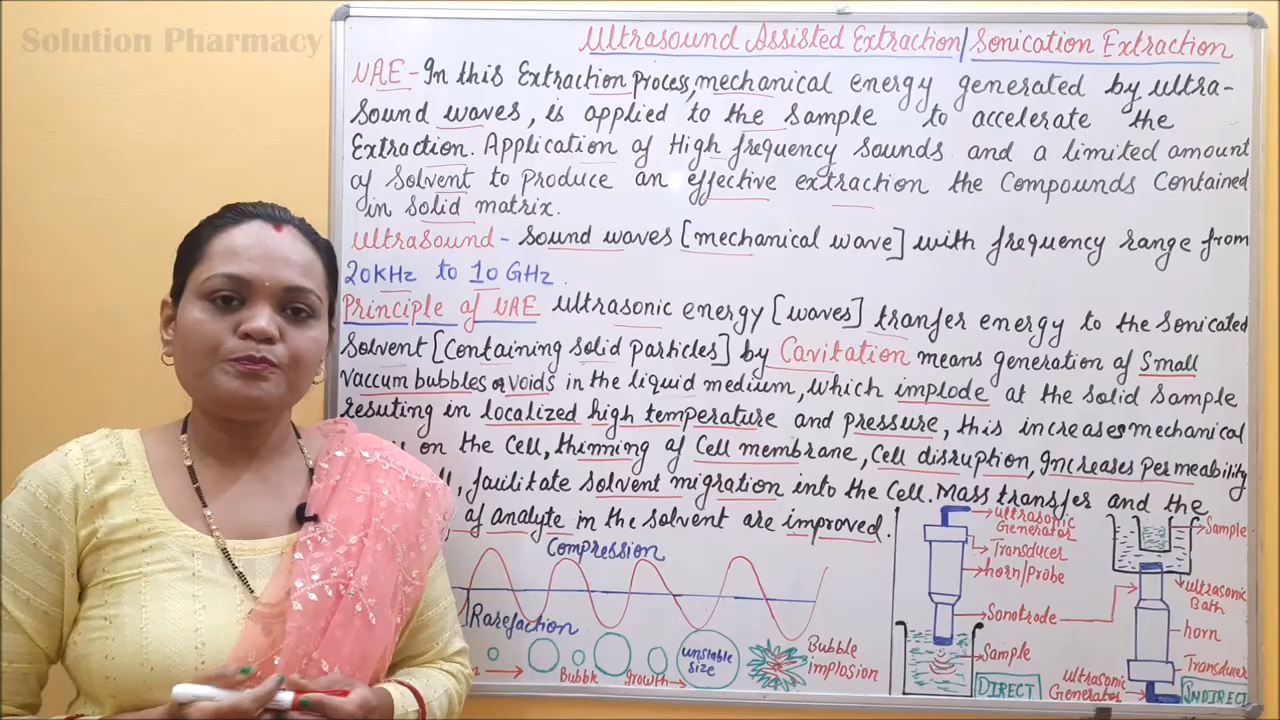 Solution Pharmacy
Ultrasound Assisted Extraction/Sonication Extraction
UAE - In this Extraction process, mechanical energy generated by ultra-
sound waves, is applied to the sample to accelerate the
Extraction. Application of High frequency sounds and a limited amount
of solvent to produce an effective extraction the compounds contained
in solid matrix.
Ultrasound - sound waves [mechanical wave] with frequency range from
20kHz to 10 GHz.
Principle of UAE ultrasonic energy [waves] tranfer energy to the sonicated
Solvent [containing solid particles] by Cavitation means generation of small
vaccum bubbles or voids in the liquid medium, which implode at the solid sample
resuting in localized high temperature and pressure, this increases mechanical
on the cell, thinning of cell membrane, cell disruption, increases permeability
, facilitate solvent migration into the cell. Mass transfer and the
of analyte in the solvent are improved.
Compression
Rarefaction
Bubble growth
unstable
size
Bubble
implosion
ultrasonic
Generator
Transducer
horn/Probe
Sonotrode
Sample
DIRECT
Sample
ultrasonic
Bath
horn
Transducer
ultrasonic
Generator
INDIRECT